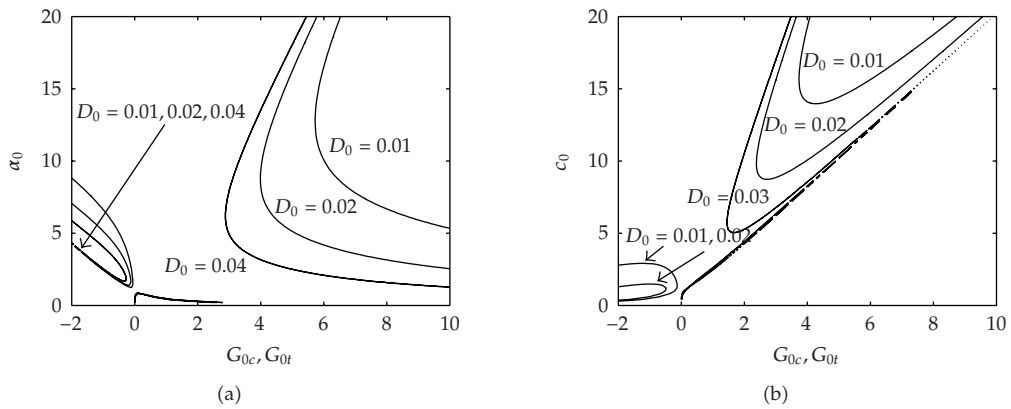 20
15
10
5
0
α₀
D₀ = 0.01, 0.02, 0.04
D₀ = 0.01
D₀ = 0.02
D₀ = 0.04
−2 0 2 4 6 8 10
G₀c, G₀t
(a)
20
15
10
5
0
c₀
D₀ = 0.01
D₀ = 0.02
D₀ = 0.03
D₀ = 0.01, 0.02
−2 0 2 4 6 8 10
G₀c, G₀t
(b)